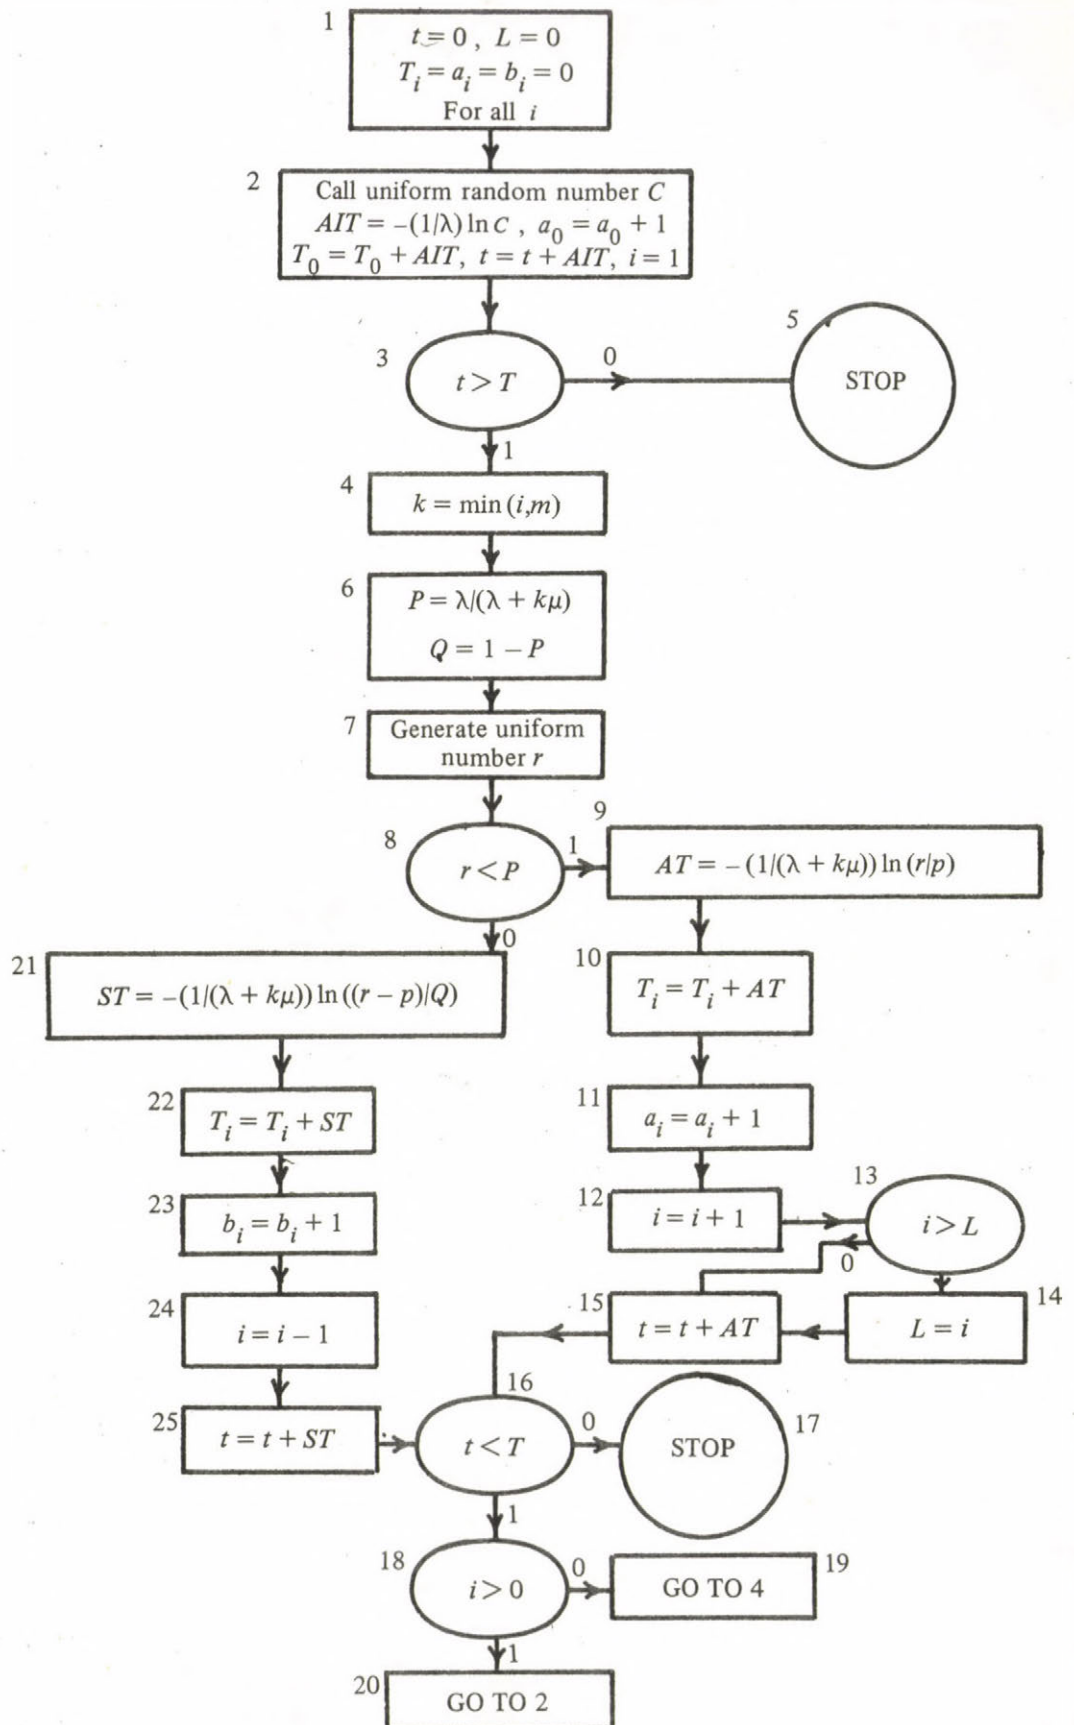 1
t = 0 , L = 0
T_i = a_i = b_i = 0
For all i
2
Call uniform random number C
AIT = −(1/λ) ln C , a_0 = a_0 + 1
T_0 = T_0 + AIT, t = t + AIT, i = 1
3
t > T
0
5
STOP
1
4
k = min (i,m)
6
P = λ/(λ + kμ)
Q = 1 − P
7
Generate uniform
number r
8
r < P
1
9
AT = − (1/(λ + kμ)) ln (r/p)
0
21
ST = −(1/(λ + kμ)) ln ((r − p)/Q)
10
T_i = T_i + AT
22
T_i = T_i + ST
11
a_i = a_i + 1
23
b_i = b_i + 1
12
i = i + 1
13
i > L
0
24
i = i − 1
15
t = t + AT
14
L = i
25
t = t + ST
16
t < T
0
17
STOP
1
18
i > 0
0
19
GO TO 4
1
20
GO TO 2